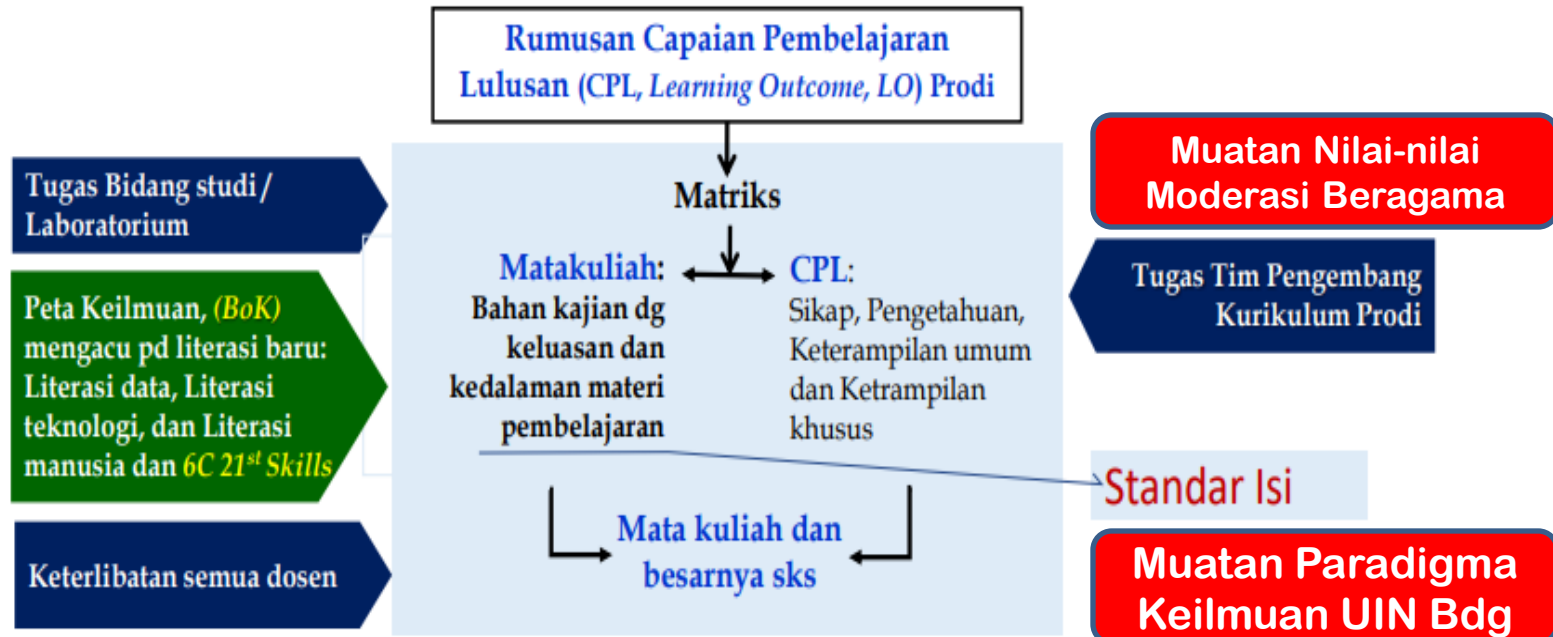 Rumusan Capaian Pembelajaran
Lulusan (CPL, Learning Outcome, LO) Prodi
Tugas Bidang studi/
Laboratorium
Peta Keilmuan, (BoK)
mengacu pd literasi baru:
Literasi data, Literasi
teknologi, dan Literasi
manusia dan 6C 21st Skills
Keterlibatan semua dosen
Matriks
Matakuliah:
Bahan kajian dg
keluasan dan
kedalaman materi
pembelajaran
CPL:
Sikap, Pengetahuan,
Keterampilan umum
dan Ketrampilan
khusus
Mata kuliah dan
besarnya sks
Muatan Nilai-nilai
Moderasi Beragama
Tugas Tim Pengembang
Kurikulum Prodi
Standar Isi
Muatan Paradigma
Keilmuan UIN Bdg